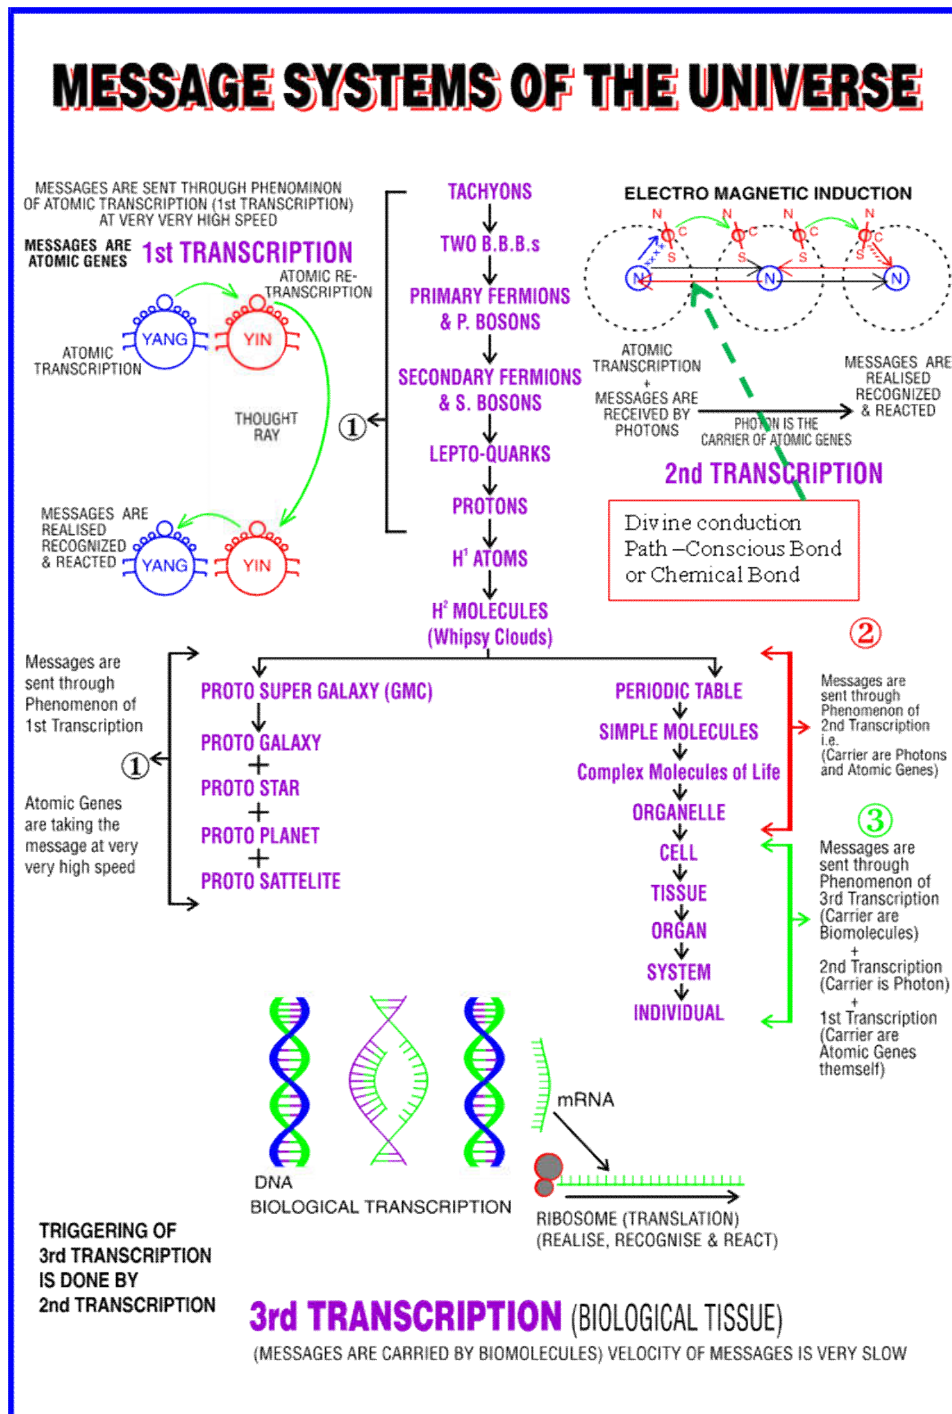 MESSAGE SYSTEMS OF THE UNIVERSE
MESSAGES ARE SENT THROUGH PHENOMINON
OF ATOMIC TRANSCRIPTION (1st TRANSCRIPTION)
AT VERY VERY HIGH SPEED
MESSAGES ARE
ATOMIC GENES
1st TRANSCRIPTION
ATOMIC RE-
TRANSCRIPTION
YANG
YIN
ATOMIC
TRANSCRIPTION
THOUGHT
RAY
MESSAGES ARE
REALISED
RECOGNIZED
& REACTED
YANG
YIN
1
TACHYONS
TWO B.B.B.s
PRIMARY FERMIONS
& P. BOSONS
SECONDARY FERMIONS
& S. BOSONS
LEPTO-QUARKS
PROTONS
H¹ ATOMS
H² MOLECULES
(Whipsy Clouds)
ELECTRO MAGNETIC INDUCTION
N
C
S
N
C
S
N
C
S
N
C
S
N
N
N
ATOMIC
TRANSCRIPTION
+
MESSAGES ARE
RECEIVED BY
PHOTONS
MESSAGES ARE
REALISED
RECOGNIZED
& REACTED
PHOTON IS THE
CARRIER OF ATOMIC GENES
2nd TRANSCRIPTION
Divine conduction
Path –Conscious Bond
or Chemical Bond
Messages are
sent through
Phenomenon of
1st Transcription
1
Atomic Genes
are taking the
message at very
very high speed
PROTO SUPER GALAXY (GMC)
PROTO GALAXY
+
PROTO STAR
+
PROTO PLANET
+
PROTO SATTELITE
PERIODIC TABLE
SIMPLE MOLECULES
Complex Molecules of Life
ORGANELLE
CELL
TISSUE
ORGAN
SYSTEM
INDIVIDUAL
2
Messages are
sent through
Phenomenon of
2nd Transcription
i.e.
(Carrier are Photons
and Atomic Genes)
3
Messages are
sent through
Phenomenon of
3rd Transcription
(Carrier are
Biomolecules)
+
2nd Transcription
(Carrier is Photon)
+
1st Transcription
(Carrier are
Atomic Genes
themself)
DNA
BIOLOGICAL TRANSCRIPTION
mRNA
RIBOSOME (TRANSLATION)
(REALISE, RECOGNISE & REACT)
TRIGGERING OF
3rd TRANSCRIPTION
IS DONE BY
2nd TRANSCRIPTION
3rd TRANSCRIPTION (BIOLOGICAL TISSUE)
(MESSAGES ARE CARRIED BY BIOMOLECULES) VELOCITY OF MESSAGES IS VERY SLOW